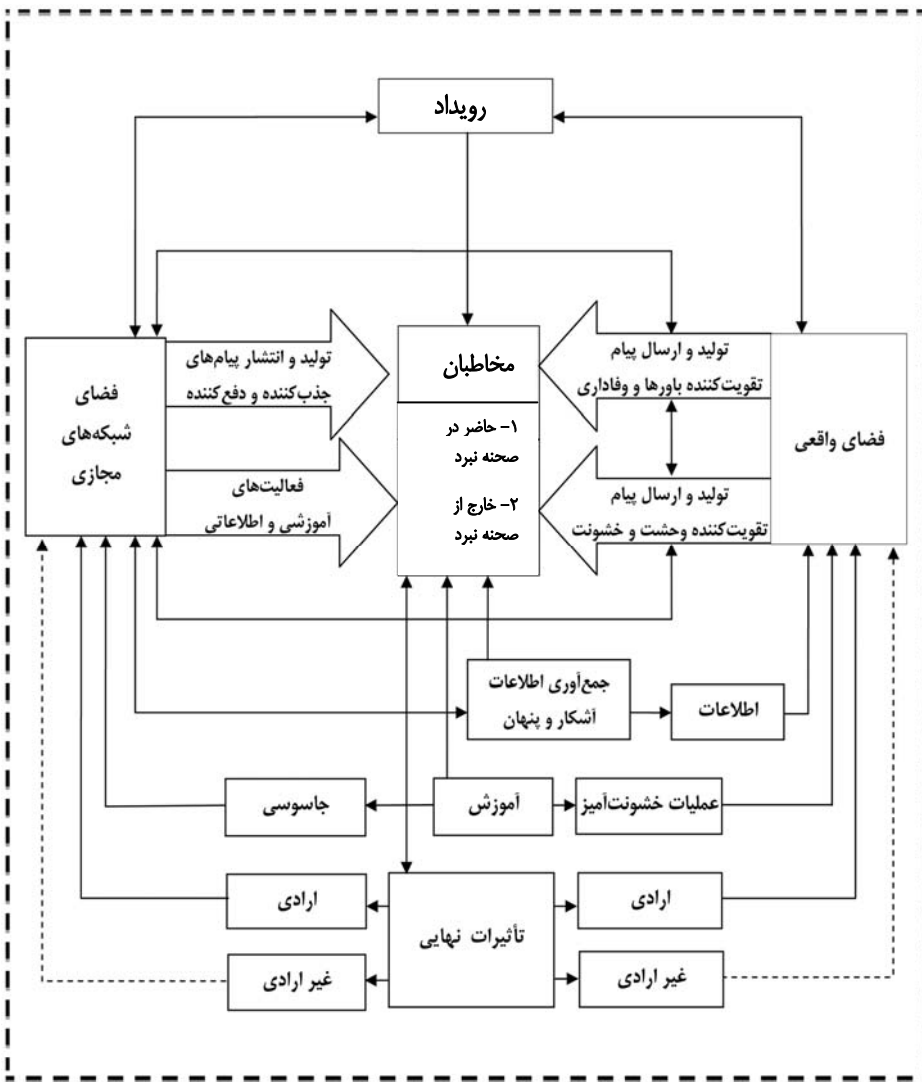 رویداد
فضای
شبکه‌های
مجازی
تولید و انتشار پیام‌های
جذب‌کننده و دفع‌کننده
فعالیت‌های
آموزشی و اطلاعاتی
مخاطبان
۱- حاضر در
صحنه نبرد
۲- خارج از
صحنه نبرد
تولید و ارسال پیام
تقویت‌کننده باورها و وفاداری
تولید و ارسال پیام
تقویت‌کننده وحشت و خشونت
فضای واقعی
جمع‌آوری اطلاعات
آشکار و پنهان
اطلاعات
جاسوسی
آموزش
عملیات خشونت‌آمیز
ارادی
تأثیرات نهایی
ارادی
غیر ارادی
غیر ارادی